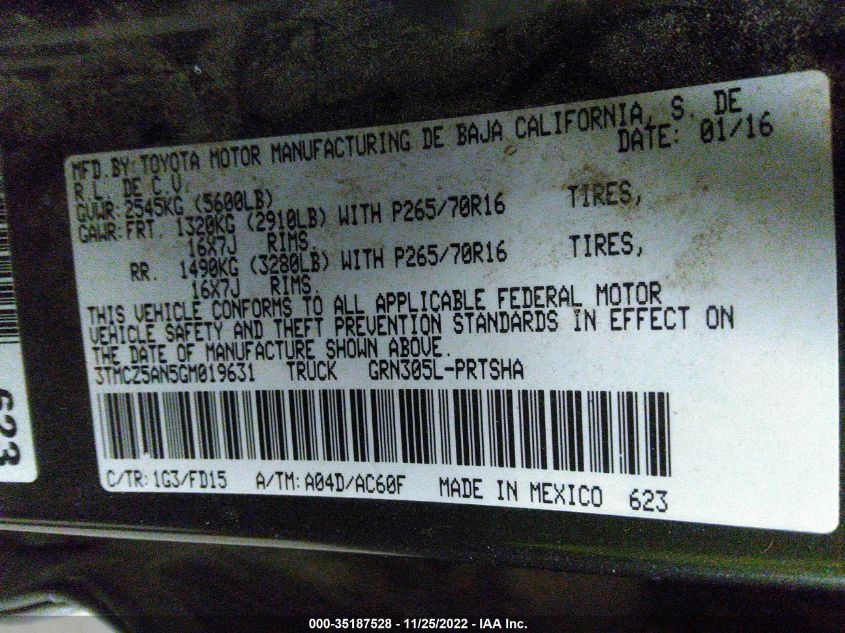 MFD.BY:TOYOTA MOTOR MANUFACTURING DE BAJA CALIFORNIA, S. DE
R L. DE C.V. DATE: 01/16
GVWR:2545KG (5600LB)
GAWR:FRT. 1320KG (2910LB) WITH P265/70R16 TIRES,
16X7J RIMS.
RR. 1490KG (3280LB) WITH P265/70R16 TIRES,
16X7J RIMS.
THIS VEHICLE CONFORMS TO ALL APPLICABLE FEDERAL MOTOR
VEHICLE SAFETY AND THEFT PREVENTION STANDARDS IN EFFECT ON
THE DATE OF MANUFACTURE SHOWN ABOVE.
3TMCZ5AN5GM019631 TRUCK GRN305L-PRTSHA
C/TR:1G3/FD15 A/TM:A04D/AC60F MADE IN MEXICO 623
623
000-35187528 - 11/25/2022 - IAA Inc.